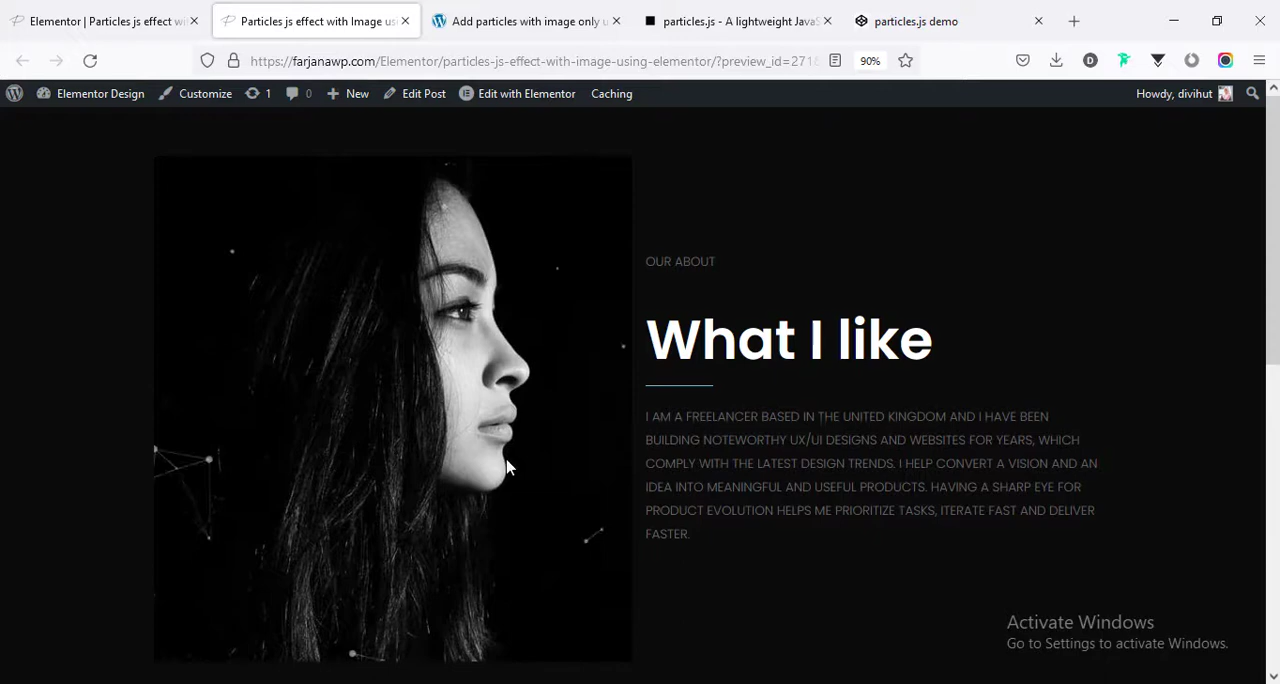 Elementor | Particles js effect wit
Particles js effect with Image us
Add particles with image only u
particles.js - A lightweight JavaS
particles.js demo
https://farjanawp.com/Elementor/particles-js-effect-with-image-using-elementor/?preview_id=2718
90%
Elementor Design
Customize
1
0
New
Edit Post
Edit with Elementor
Caching
Howdy, divihut
OUR ABOUT
What I like
I AM A FREELANCER BASED IN THE UNITED KINGDOM AND I HAVE BEEN
BUILDING NOTEWORTHY UX/UI DESIGNS AND WEBSITES FOR YEARS, WHICH
COMPLY WITH THE LATEST DESIGN TRENDS. I HELP CONVERT A VISION AND AN
IDEA INTO MEANINGFUL AND USEFUL PRODUCTS. HAVING A SHARP EYE FOR
PRODUCT EVOLUTION HELPS ME PRIORITIZE TASKS, ITERATE FAST AND DELIVER
FASTER.
Activate Windows
Go to Settings to activate Windows.